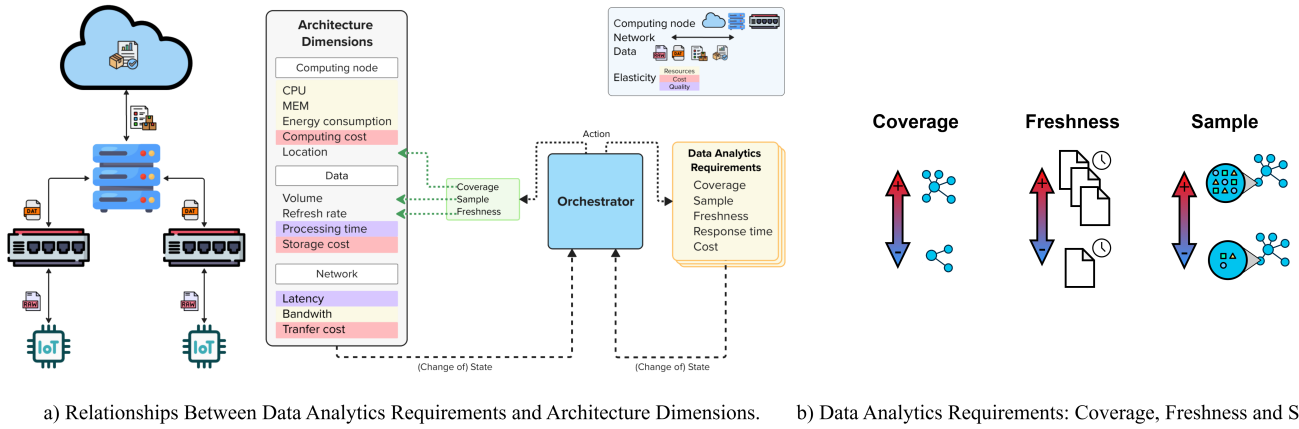 Architecture
Dimensions
Computing node
CPU
MEM
Energy consumption
Computing cost
Location
Data
Volume
Refresh rate
Processing time
Storage cost
Network
Latency
Bandwith
Tranfer cost
DAT
DAT
RAW
RAW
IoT
IoT
Coverage
Sample
Freshness
Action
Orchestrator
Data Analytics
Requirements
Coverage
Sample
Freshness
Response time
Cost
(Change of) State
(Change of) State
Computing node
Network
Data
RAW
DAT
Elasticity
Resources
Cost
Quality
Coverage
+
-
Freshness
+
-
Sample
+
-
a) Relationships Between Data Analytics Requirements and Architecture Dimensions.
b) Data Analytics Requirements: Coverage, Freshness and S